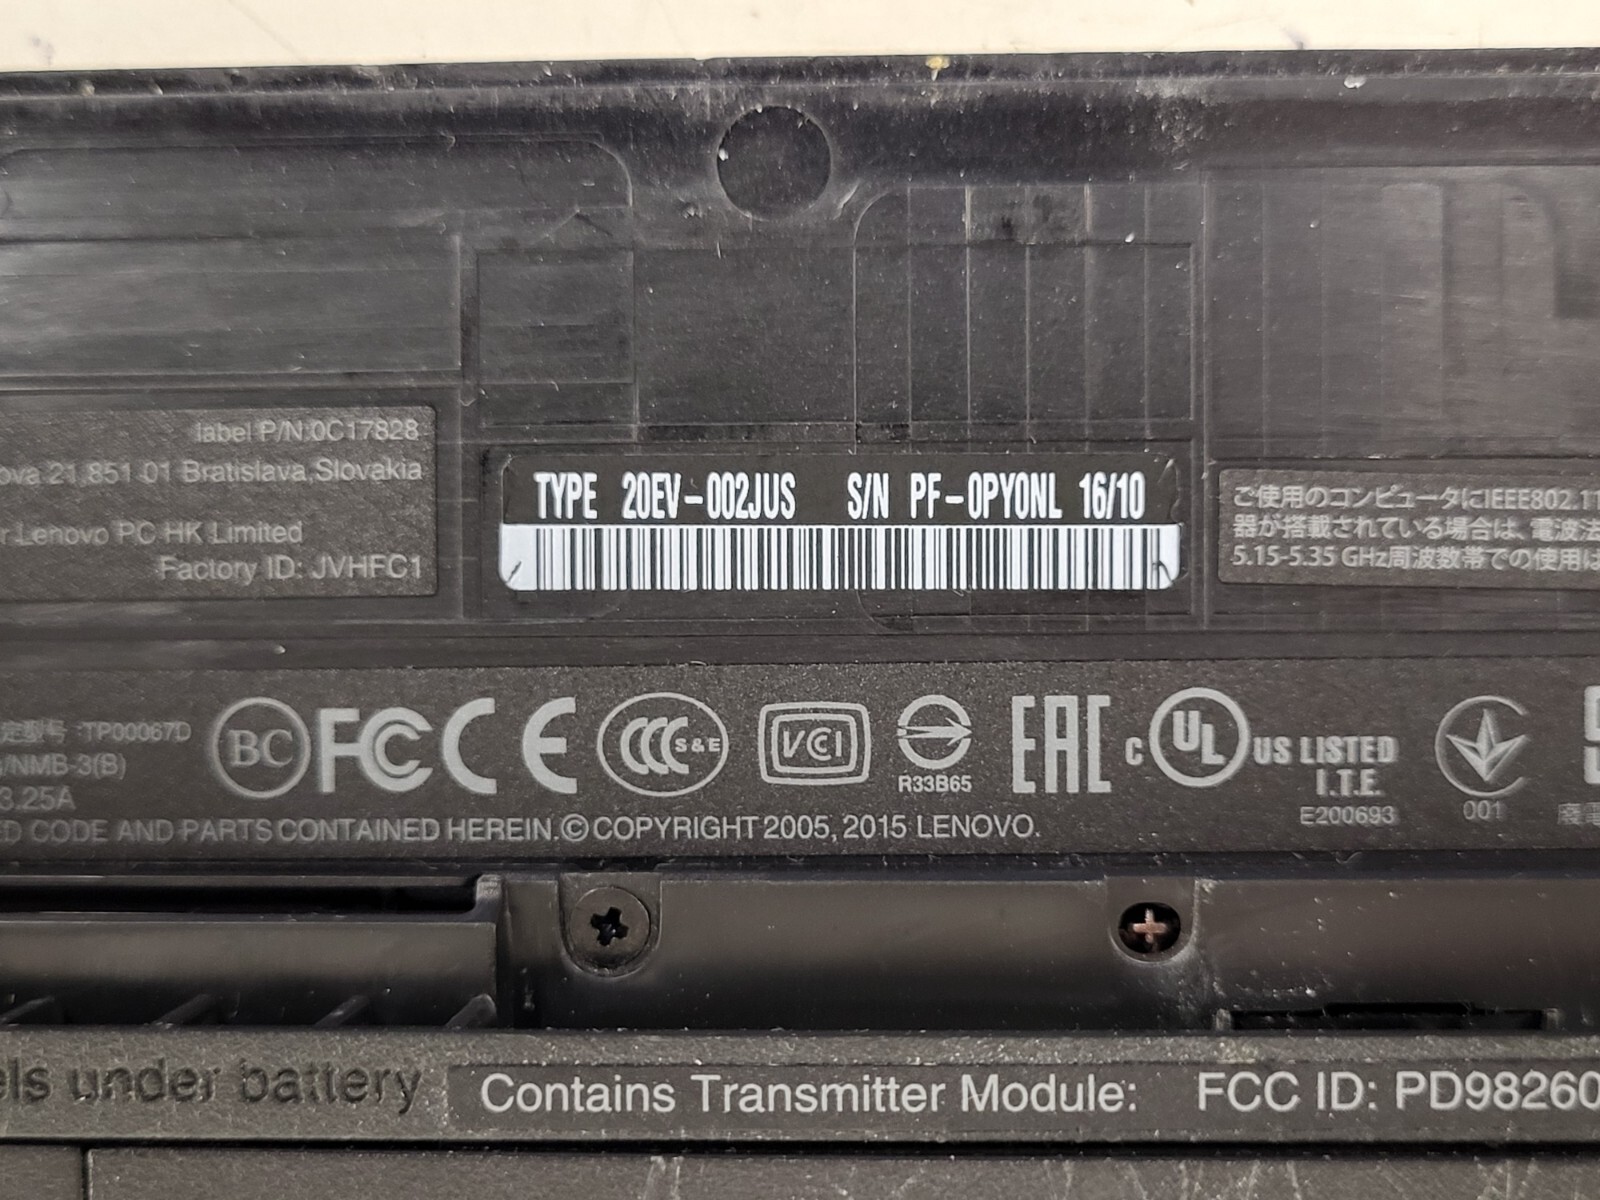 label P/N:0C17828
ova 21,851 01 Bratislava,Slovakia
r Lenovo PC HK Limited
Factory ID: JVHFC1
TYPE 20EV-002JUS S/N PF-0PY0NL 16/10
ご使用のコンピュータにIEEE802.11
器が搭載されている場合は、電波法
5.15-5.35 GHz周波数帯での使用は
定型号 :TP00067D
/NMB-3(B)
3.25A
BC FC CE CCC S&E VCI R33B65 EAC C UL US LISTED I.T.E. E200693 001
D CODE AND PARTS CONTAINED HEREIN.© COPYRIGHT 2005, 2015 LENOVO.
els under battery
Contains Transmitter Module: FCC ID: PD98260